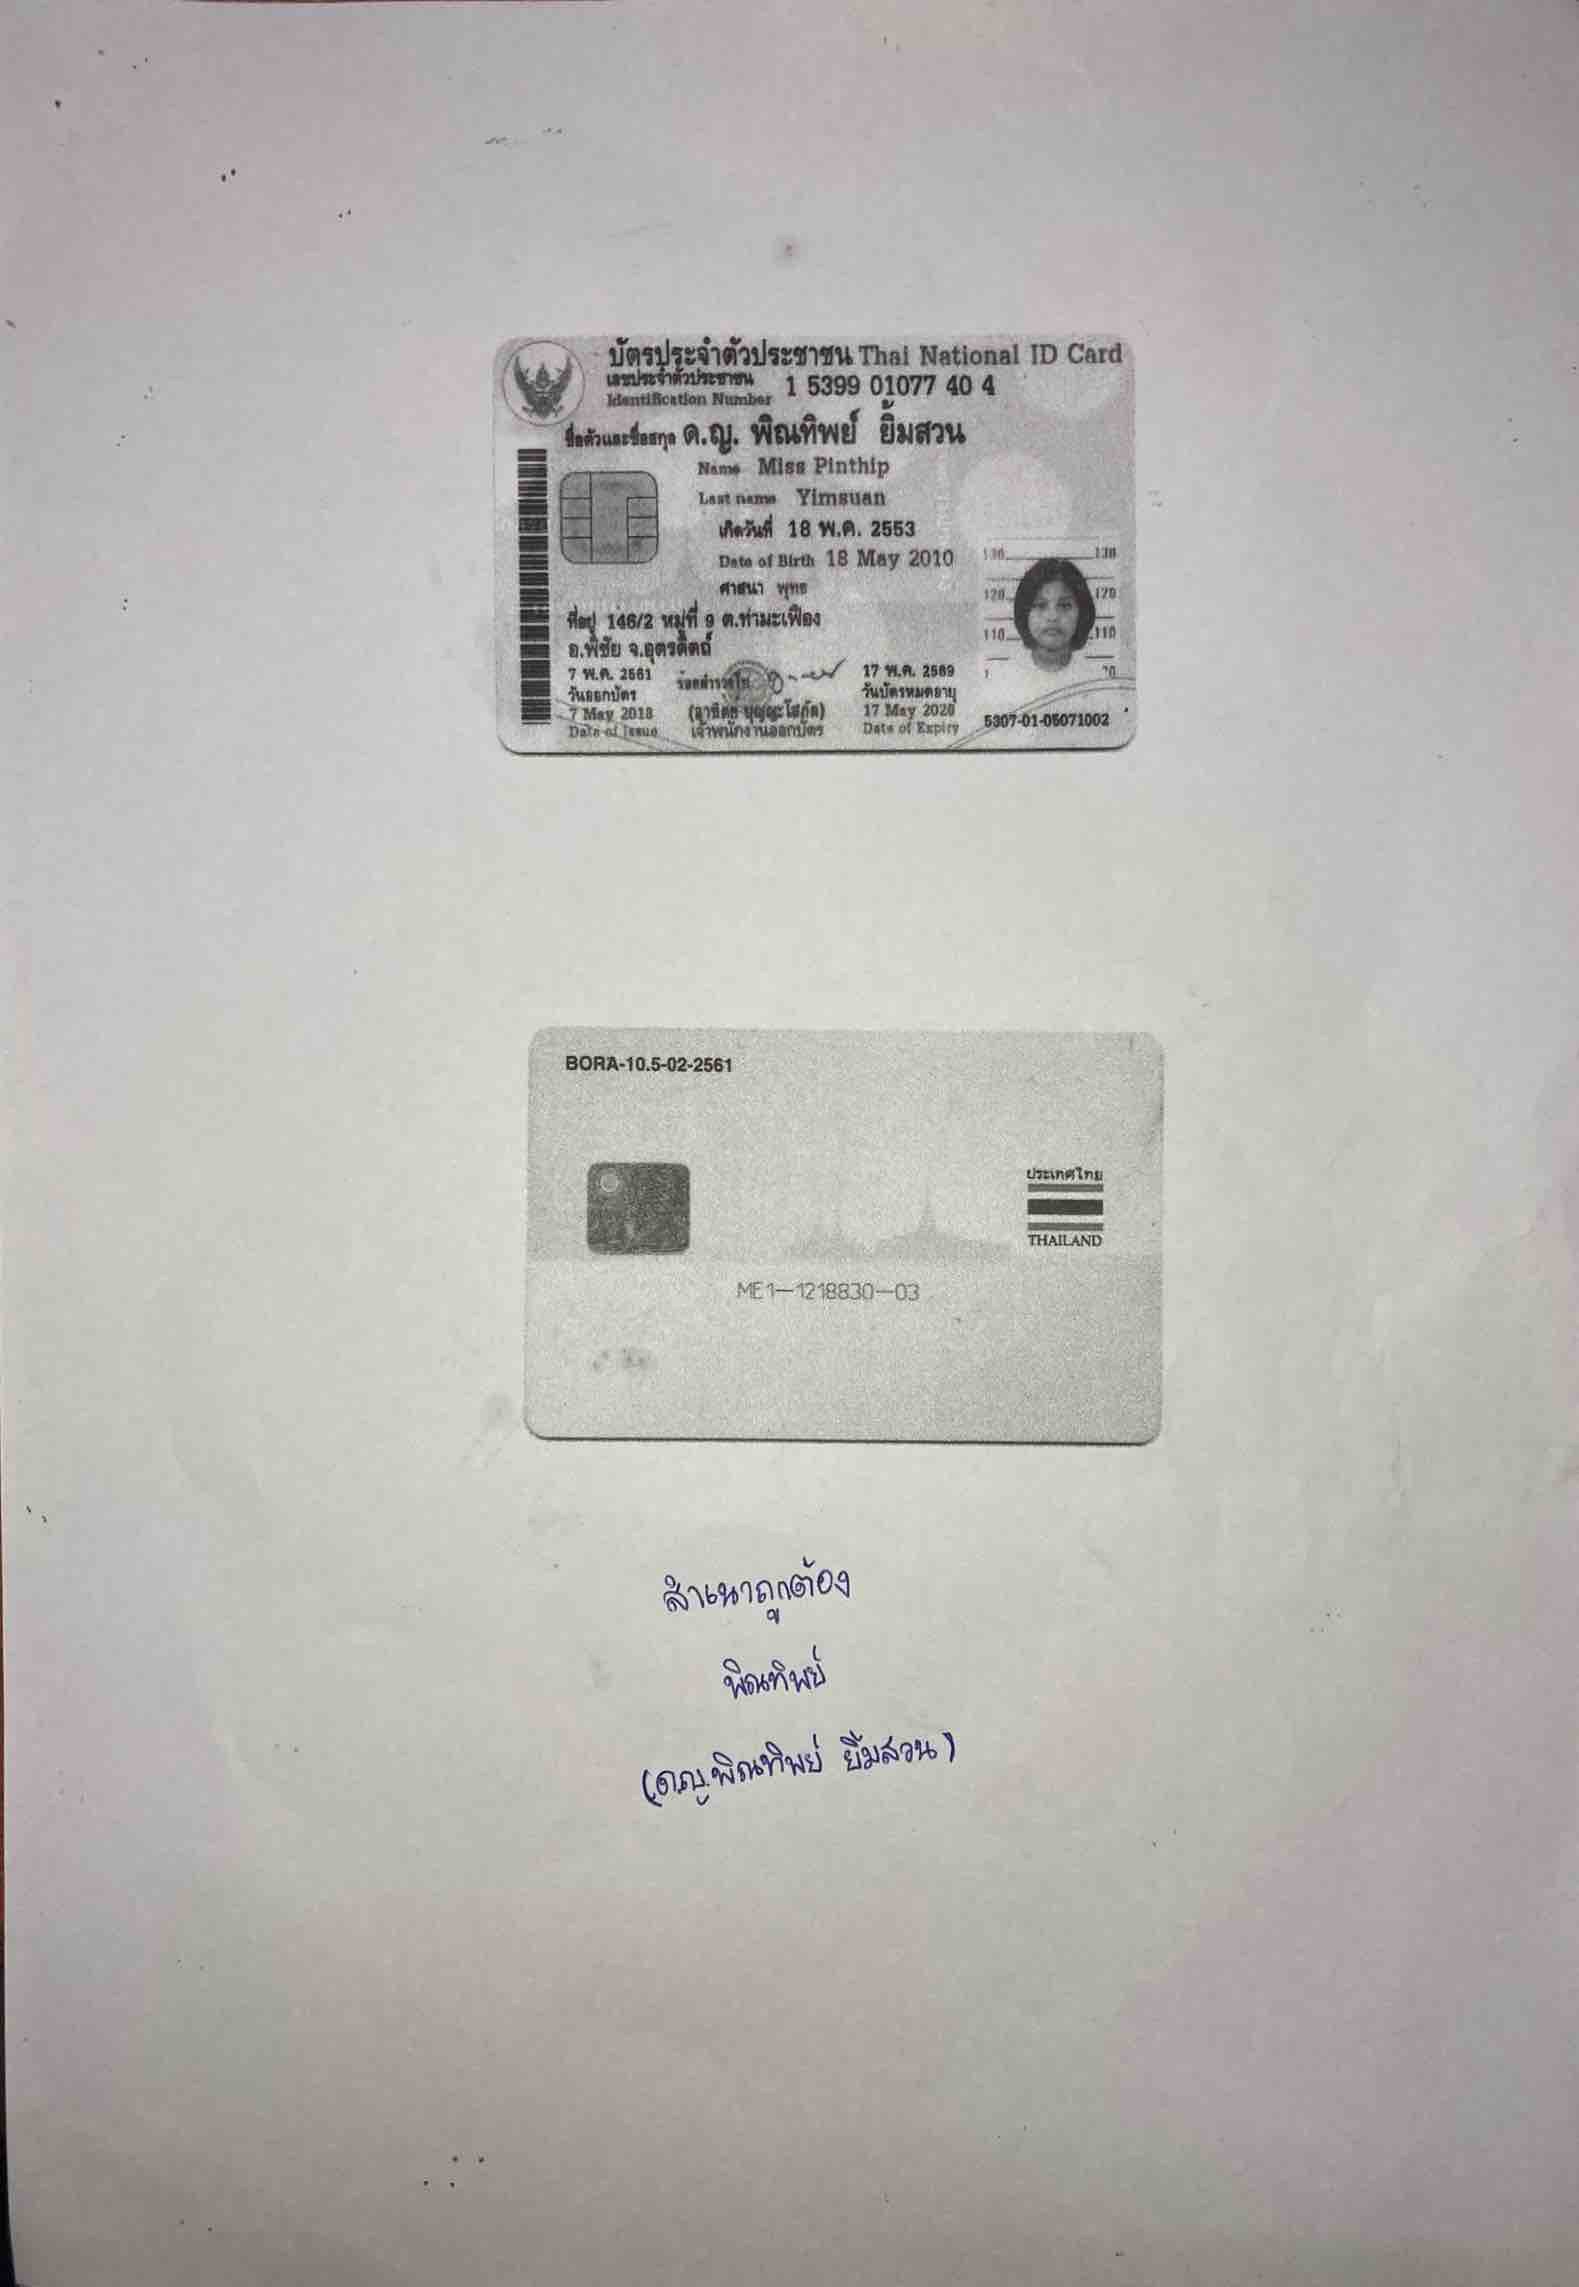 บัตรประจำตัวประชาชน Thai National ID Card
เลขประจำตัวประชาชน
Identification Number 1 5399 01077 40 4
ชื่อตัวและชื่อสกุล ด.ญ. พิณทิพย์ ยิ้มสวน
Name Miss Pinthip
Last name Yimsuan
เกิดวันที่ 18 พ.ค. 2553
Date of Birth 18 May 2010
ศาสนา พุทธ
ที่อยู่ 146/2 หมู่ที่ 9 ต.ท่ามะเฟือง
อ.พิชัย จ.อุตรดิตถ์
7 พ.ค. 2561
วันออกบัตร
7 May 2018
Date of Issue
เจ้าพนักงานออกบัตร
17 พ.ค. 2569
วันบัตรหมดอายุ
17 May 2026
Date of Expiry
130 130
120 120
110 110
5307-01-05071002
BORA-10.5-02-2561
ประเทศไทย
THAILAND
ME1-1218830-03
สำเนาถูกต้อง
พิณทิพย์
(ด.ญ.พิณทิพย์ ยิ้มสวน)